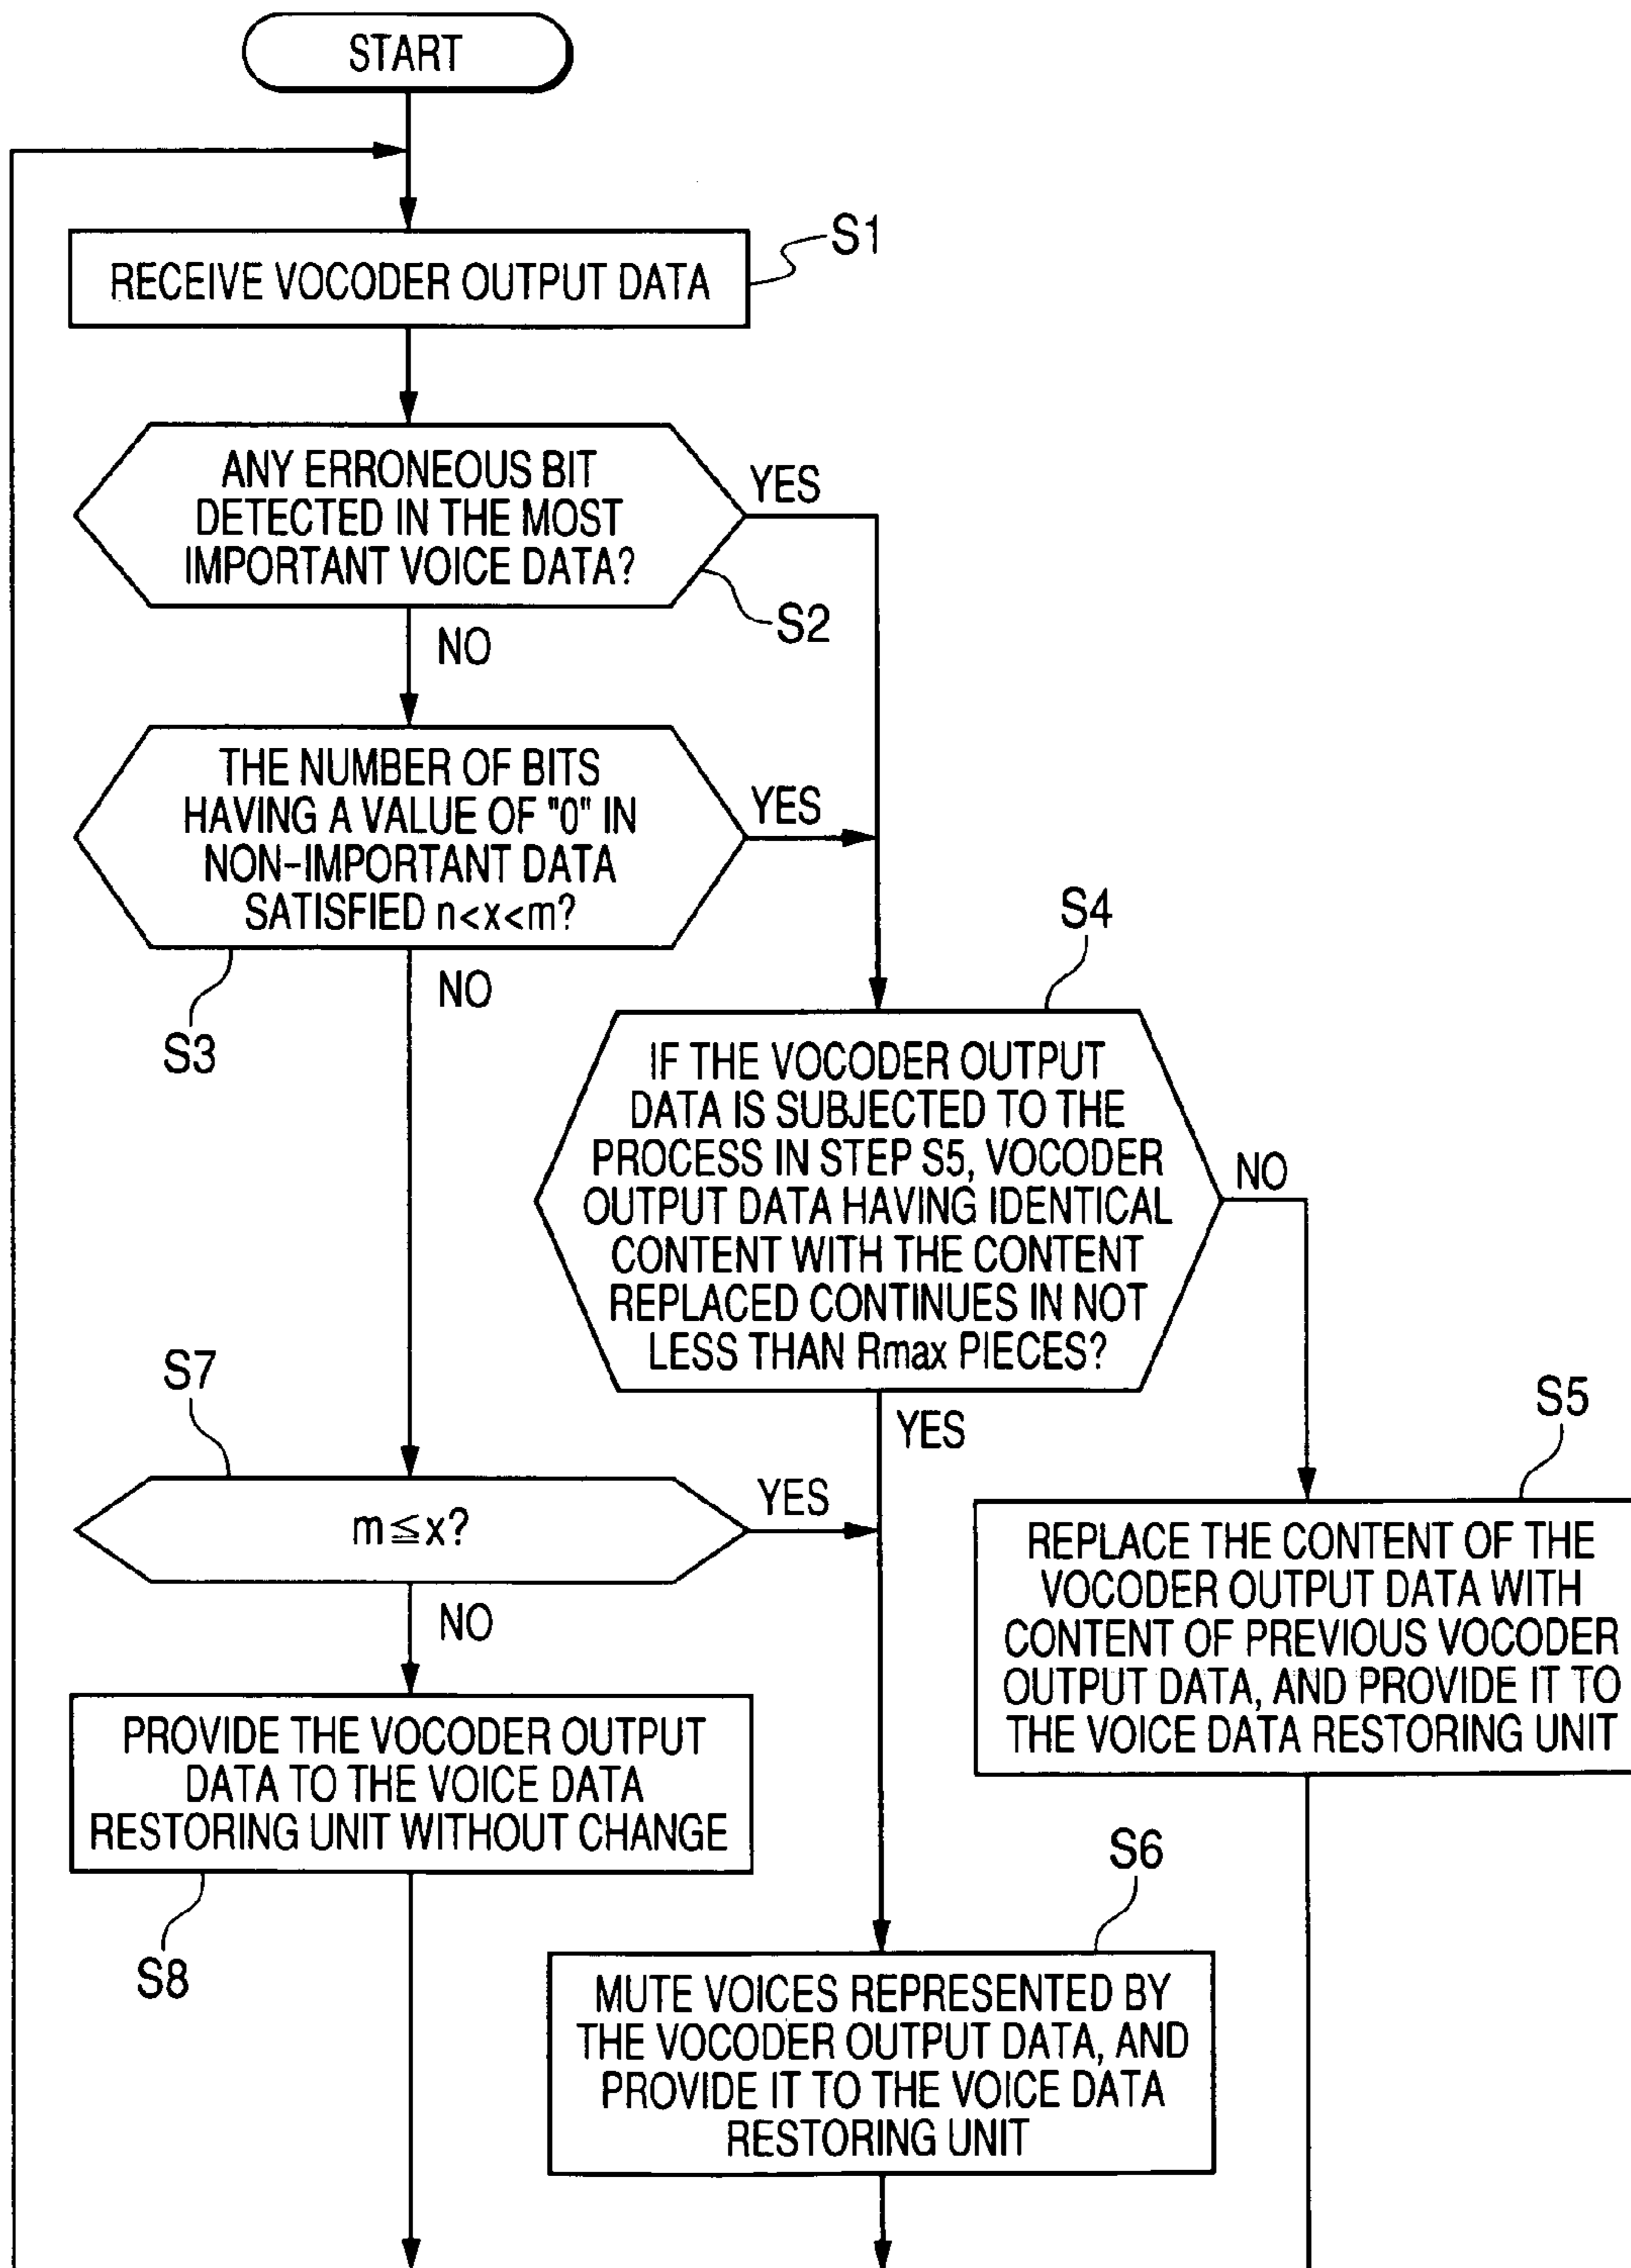 START
S1
RECEIVE VOCODER OUTPUT DATA
ANY ERRONEOUS BIT
DETECTED IN THE MOST
IMPORTANT VOICE DATA?
YES
S2
NO
THE NUMBER OF BITS
HAVING A VALUE OF "0" IN
NON-IMPORTANT DATA
SATISFIED n<x<m?
YES
S3
NO
S4
IF THE VOCODER OUTPUT
DATA IS SUBJECTED TO THE
PROCESS IN STEP S5, VOCODER
OUTPUT DATA HAVING IDENTICAL
CONTENT WITH THE CONTENT
REPLACED CONTINUES IN NOT
LESS THAN Rmax PIECES?
NO
YES
S7
m≦x?
YES
NO
S5
REPLACE THE CONTENT OF THE
VOCODER OUTPUT DATA WITH
CONTENT OF PREVIOUS VOCODER
OUTPUT DATA, AND PROVIDE IT TO
THE VOICE DATA RESTORING UNIT
PROVIDE THE VOCODER OUTPUT
DATA TO THE VOICE DATA
RESTORING UNIT WITHOUT CHANGE
S8
S6
MUTE VOICES REPRESENTED BY
THE VOCODER OUTPUT DATA, AND
PROVIDE IT TO THE VOICE DATA
RESTORING UNIT